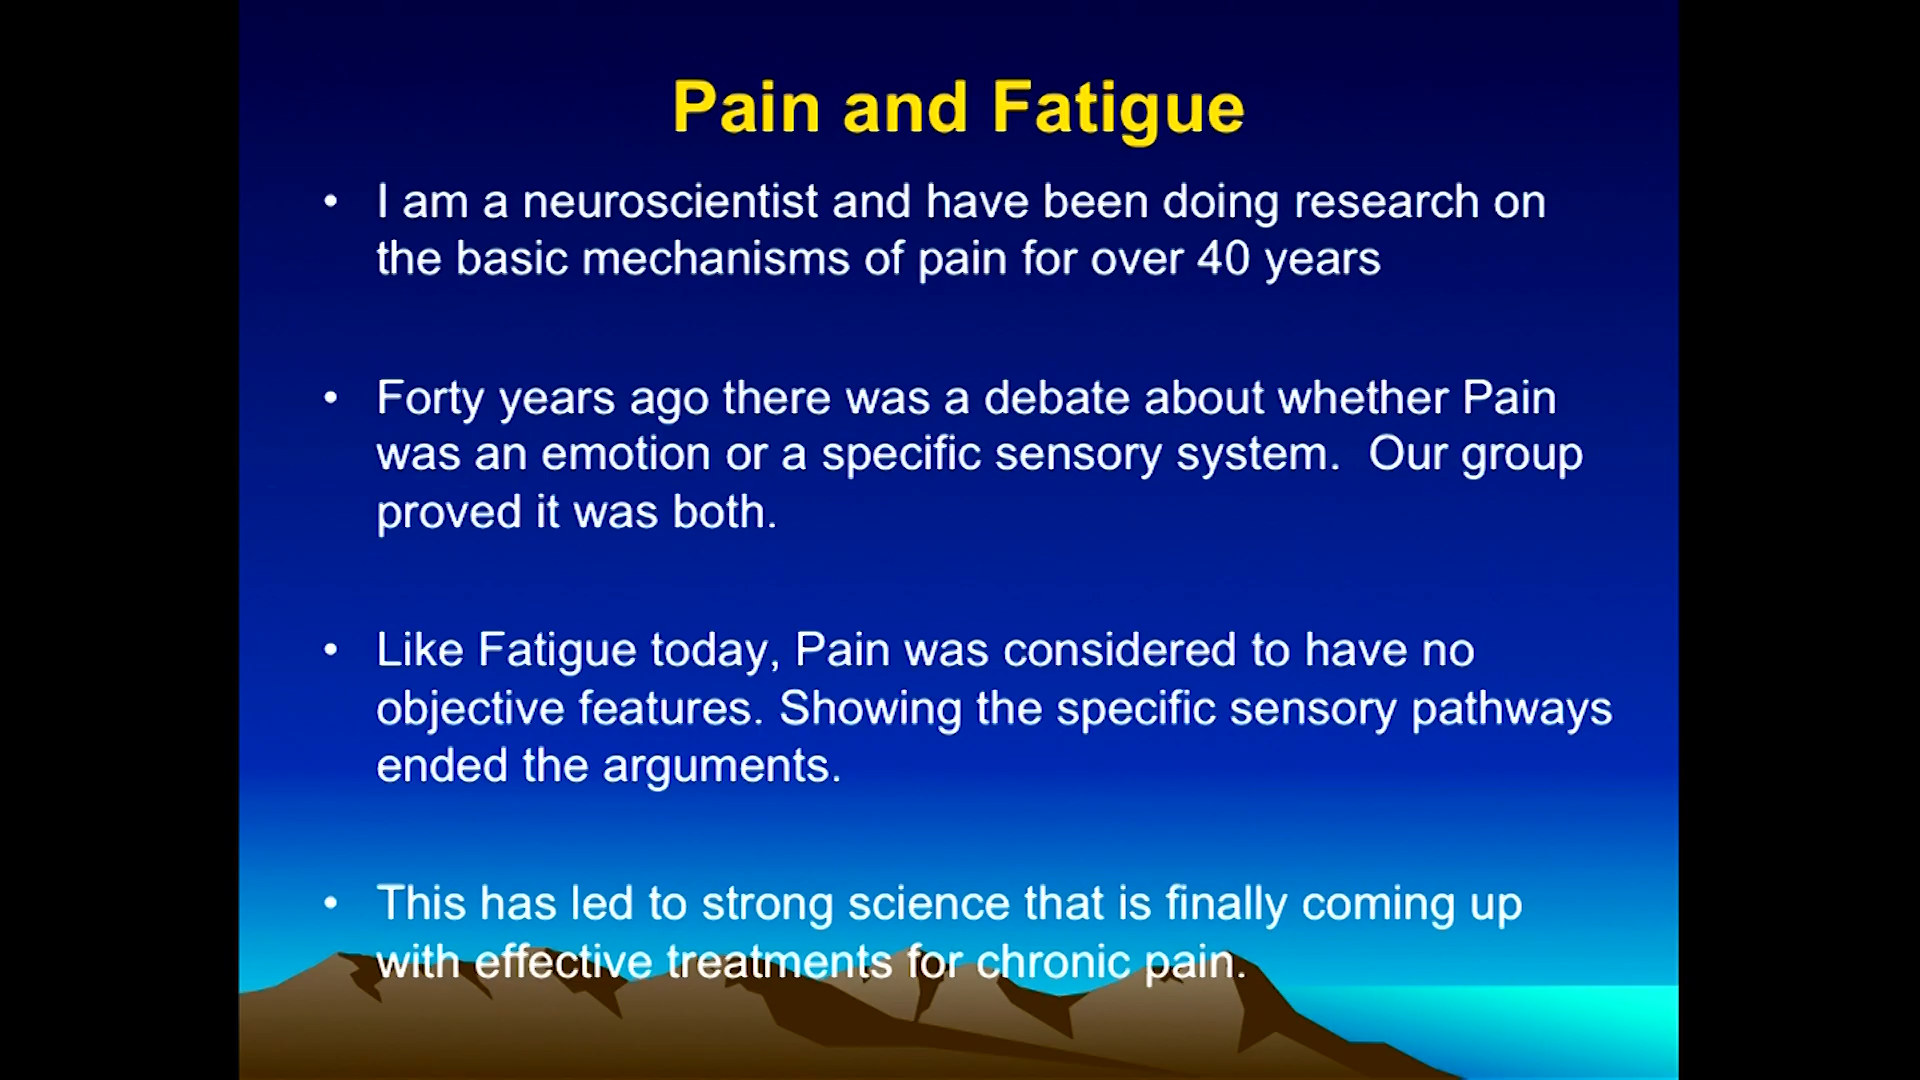 Pain and Fatigue
• I am a neuroscientist and have been doing research on
the basic mechanisms of pain for over 40 years
• Forty years ago there was a debate about whether Pain
was an emotion or a specific sensory system.  Our group
proved it was both.
• Like Fatigue today, Pain was considered to have no
objective features. Showing the specific sensory pathways
ended the arguments.
• This has led to strong science that is finally coming up
with effective treatments for chronic pain.